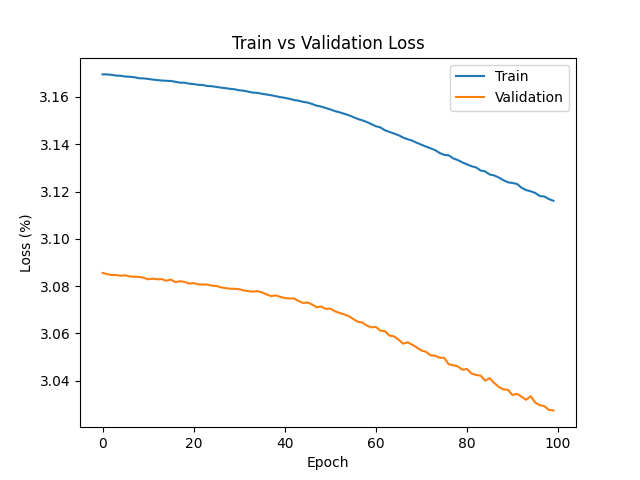 Train vs Validation Loss
Train
Validation
3.16
3.14
3.12
3.10
3.08
3.06
3.04
Loss (%)
0 20 40 60 80 100
Epoch